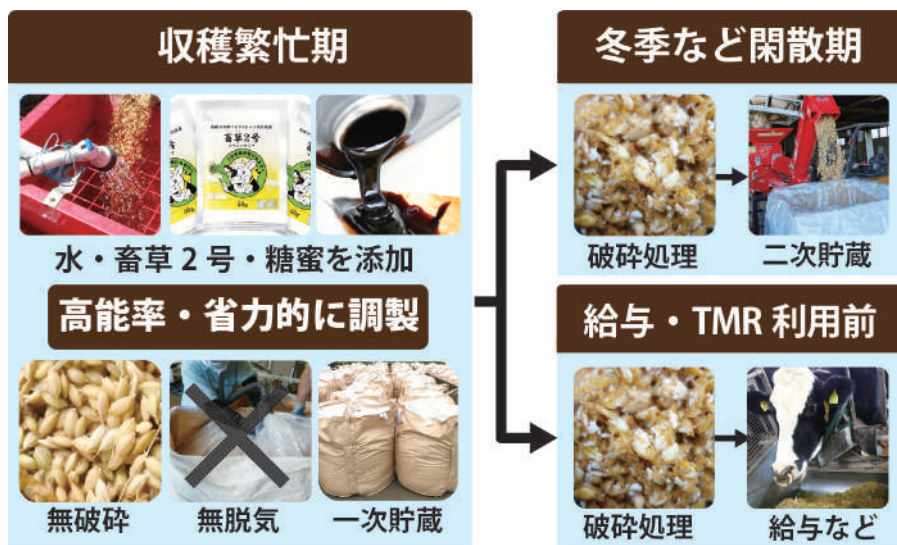 収穫繁忙期
畜草2号
水・畜草2号・糖蜜を添加
高能率・省力的に調製
無破砕
無脱気
一次貯蔵
冬季など閑散期
破砕処理
二次貯蔵
給与・TMR利用前
破砕処理
給与など